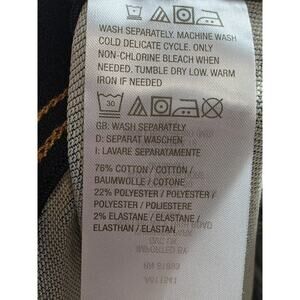 WASH SEPARATELY. MACHINE WASH
COLD DELICATE CYCLE. ONLY
NON-CHLORINE BLEACH WHEN
NEEDED. TUMBLE DRY LOW. WARM
IRON IF NEEDED
30
GB: WASH SEPARATELY
D: SEPARAT WASCHEN
I: LAVARE SEPARATAMENTE
76% COTTON / COTTON /
BAUMWOLLE / COTONE
22% POLYESTER / POLYESTER /
POLYESTER / POLIESTERE
2% ELASTANE / ELASTANE /
ELASTHAN / ELASTAN